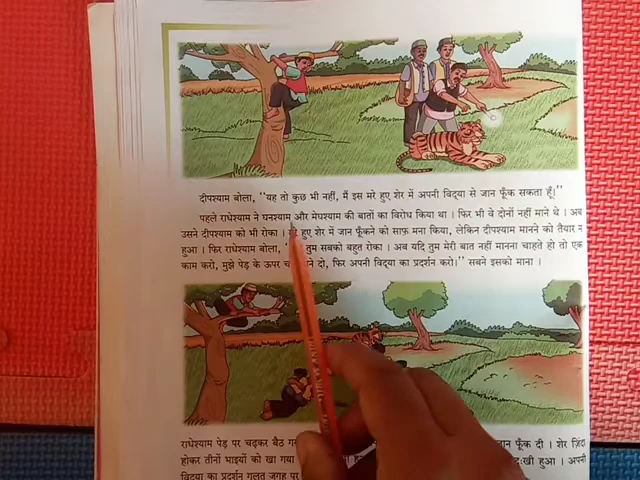 दीपश्याम बोला, "यह तो कुछ भी नहीं, मैं इस मरे हुए शेर में अपनी विद्या से जान फूँक सकता हूँ।"
पहले राधेश्याम ने घनश्याम और मेघश्याम की बातों का विरोध किया था । फिर भी वे दोनों नहीं माने थे । अब
उसने दीपश्याम को भी रोका । हुए शेर में जान फूँकने को साफ़ मना किया, लेकिन दीपश्याम मानने को तैयार न
हुआ । फिर राधेश्याम बोला, तुम सबको बहुत रोका । अब यदि तुम मेरी बात नहीं मानना चाहते हो तो एक
काम करो, मुझे पेड़ के ऊपर दो, फिर अपनी विद्या का प्रदर्शन करो।" सबने इसको माना ।
राधेश्याम पेड़ पर चढ़कर बैठ फूँक दी । शेर ज़िंदा
होकर तीनों भाइयों को खा गया हुआ । अपनी
विद्या का प्रदर्शन गलत जगह पर